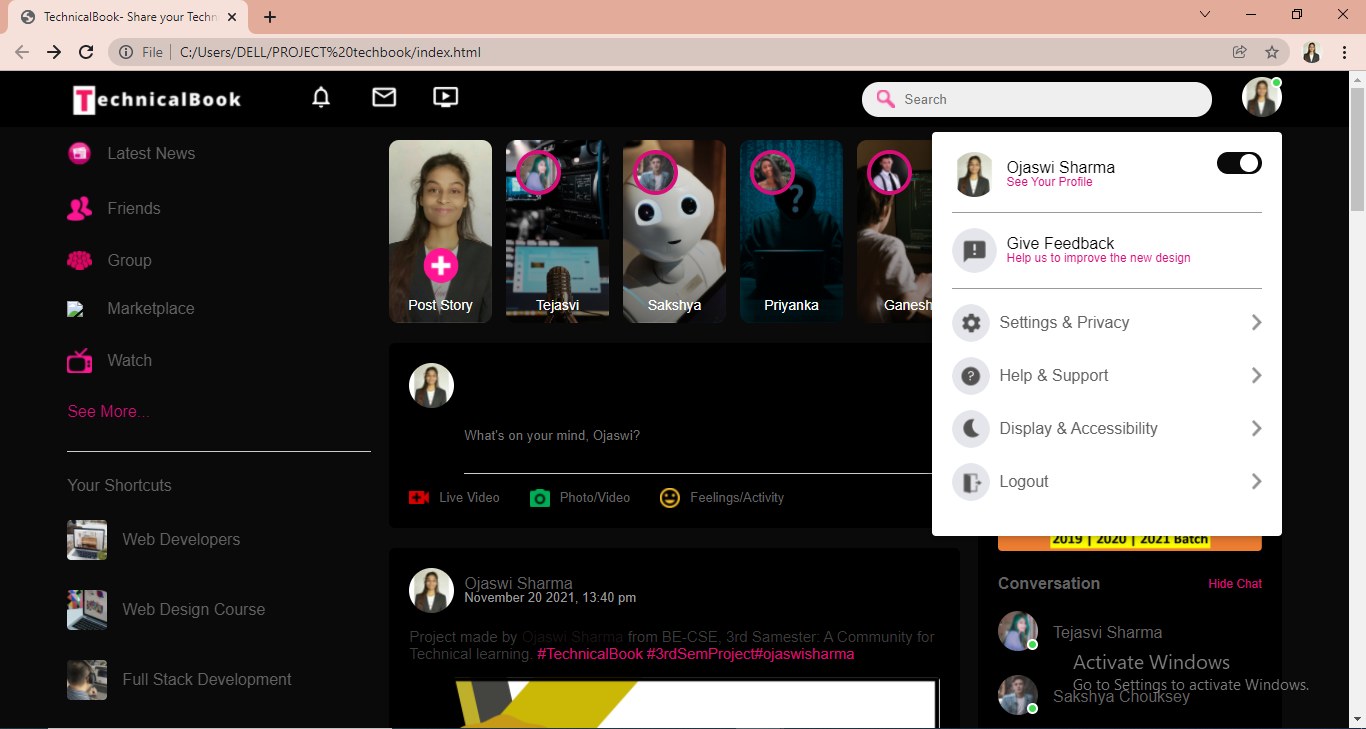 TechnicalBook- Share your Techn
File
C:/Users/DELL/PROJECT%20techbook/index.html
TechnicalBook
Search
Latest News
Friends
Group
Marketplace
Watch
See More...
Your Shortcuts
Web Developers
Web Design Course
Full Stack Development
Post Story
Tejasvi
Sakshya
Priyanka
Ganesh
What's on your mind, Ojaswi?
Live Video
Photo/Video
Feelings/Activity
Ojaswi Sharma
November 20 2021, 13:40 pm
Project made by Ojaswi Sharma from BE-CSE, 3rd Samester: A Community for
Technical learning. #TechnicalBook #3rdSemProject#ojaswisharma
Ojaswi Sharma
See Your Profile
Give Feedback
Help us to improve the new design
Settings & Privacy
Help & Support
Display & Accessibility
Logout
2019 | 2020 | 2021 Batch
Conversation
Hide Chat
Tejasvi Sharma
Sakshya Chouksey
Activate Windows
Go to Settings to activate Windows.